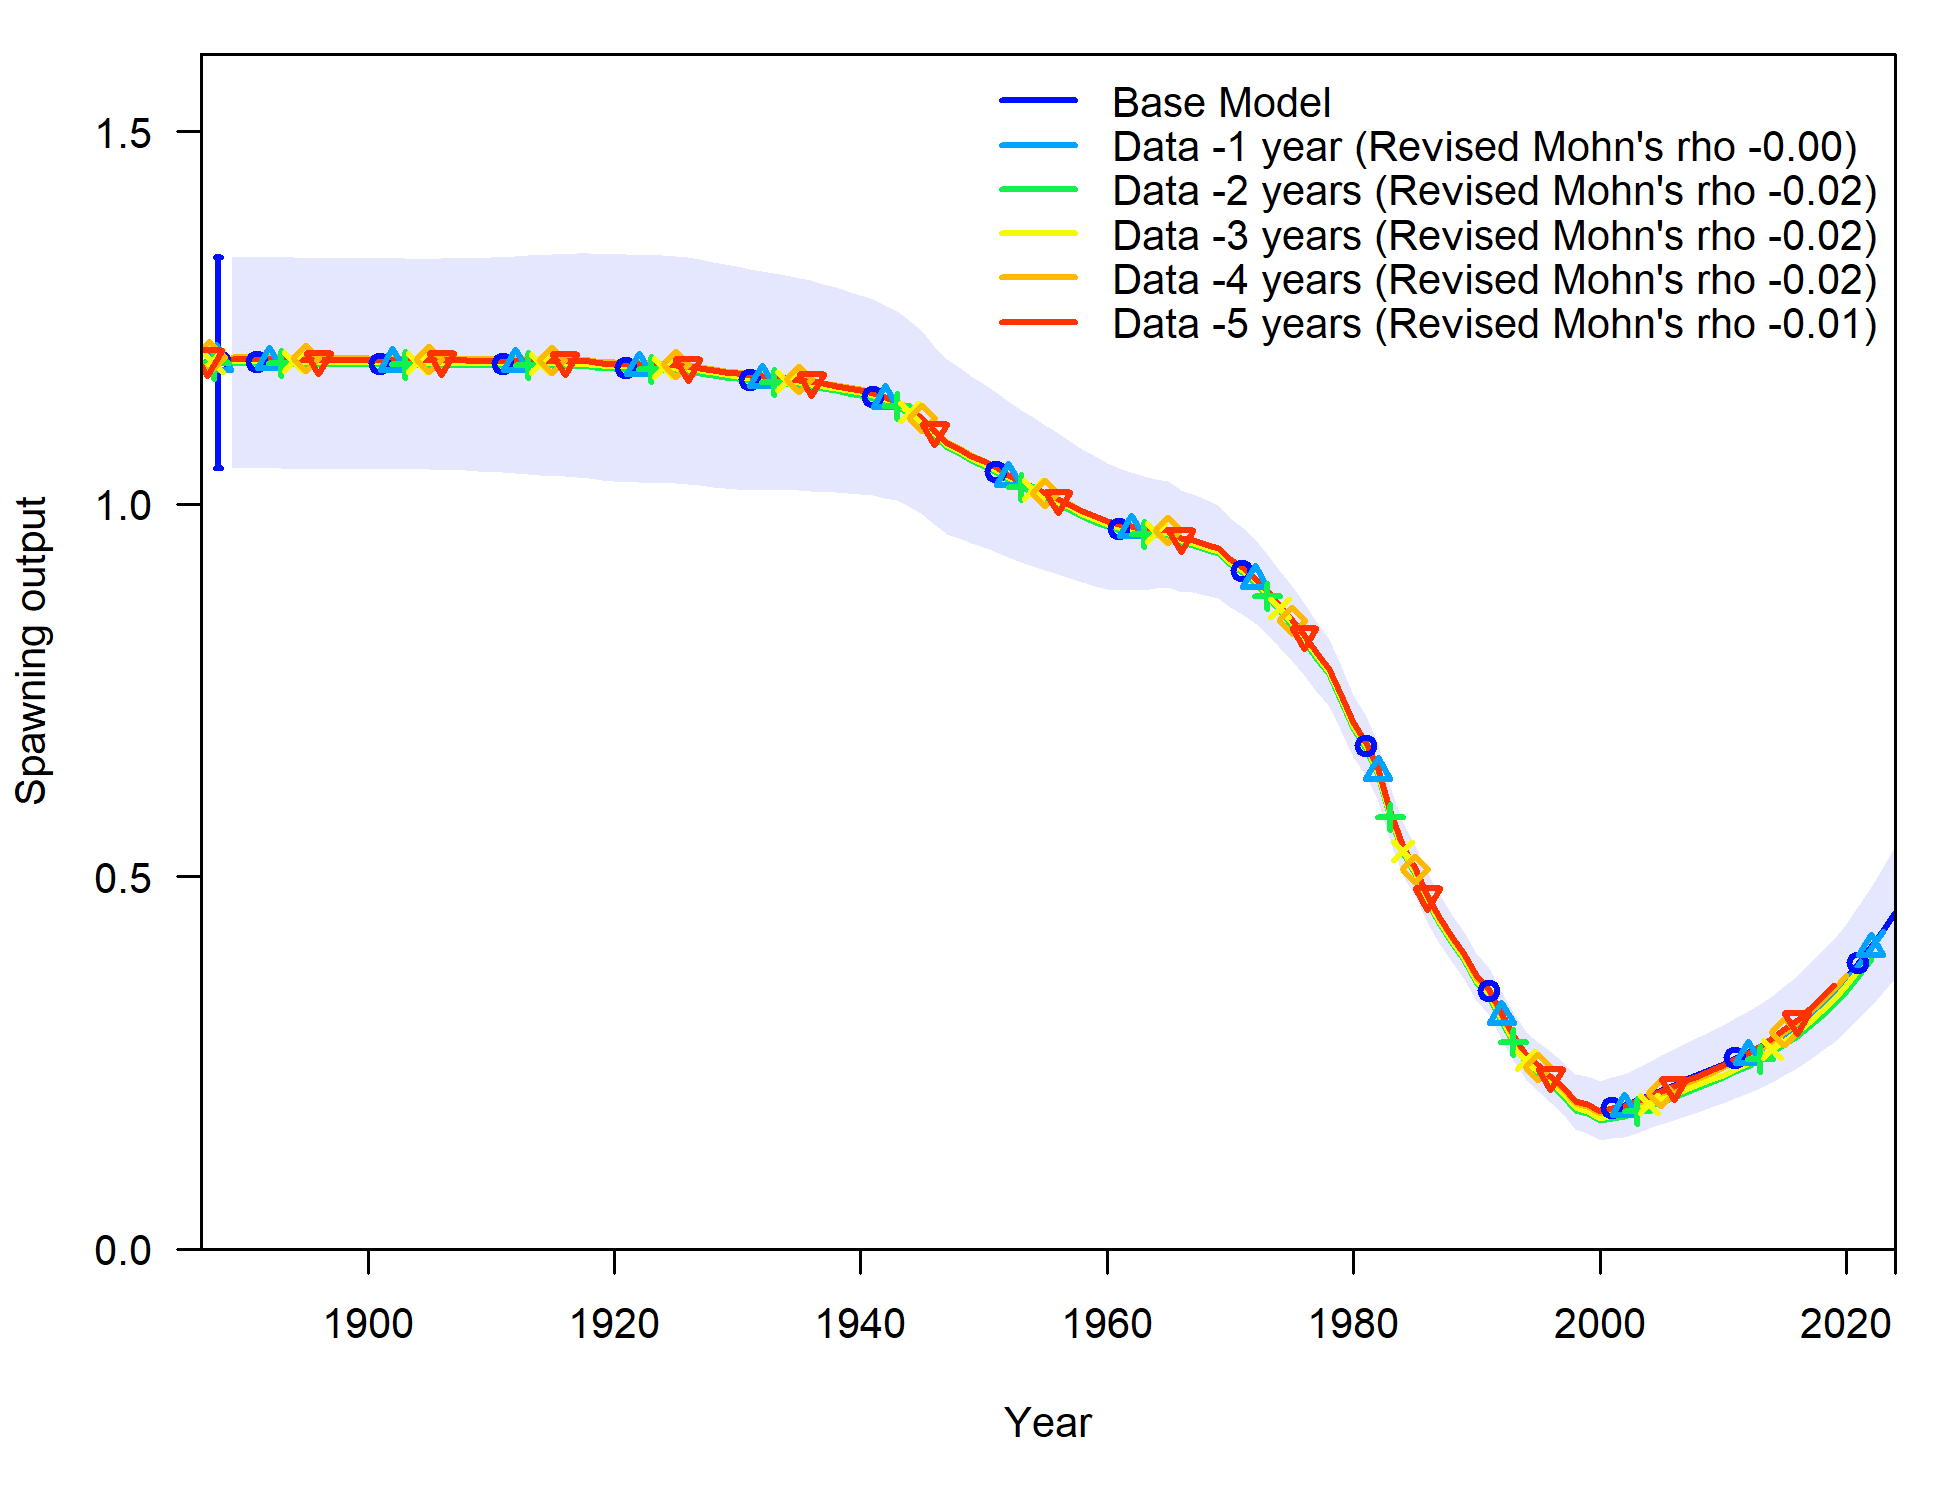 Base Model
Data -1 year (Revised Mohn's rho -0.00)
Data -2 years (Revised Mohn's rho -0.02)
Data -3 years (Revised Mohn's rho -0.02)
Data -4 years (Revised Mohn's rho -0.02)
Data -5 years (Revised Mohn's rho -0.01)
1.5
1.0
0.5
0.0
Spawning output
1900 1920 1940 1960 1980 2000 2020
Year